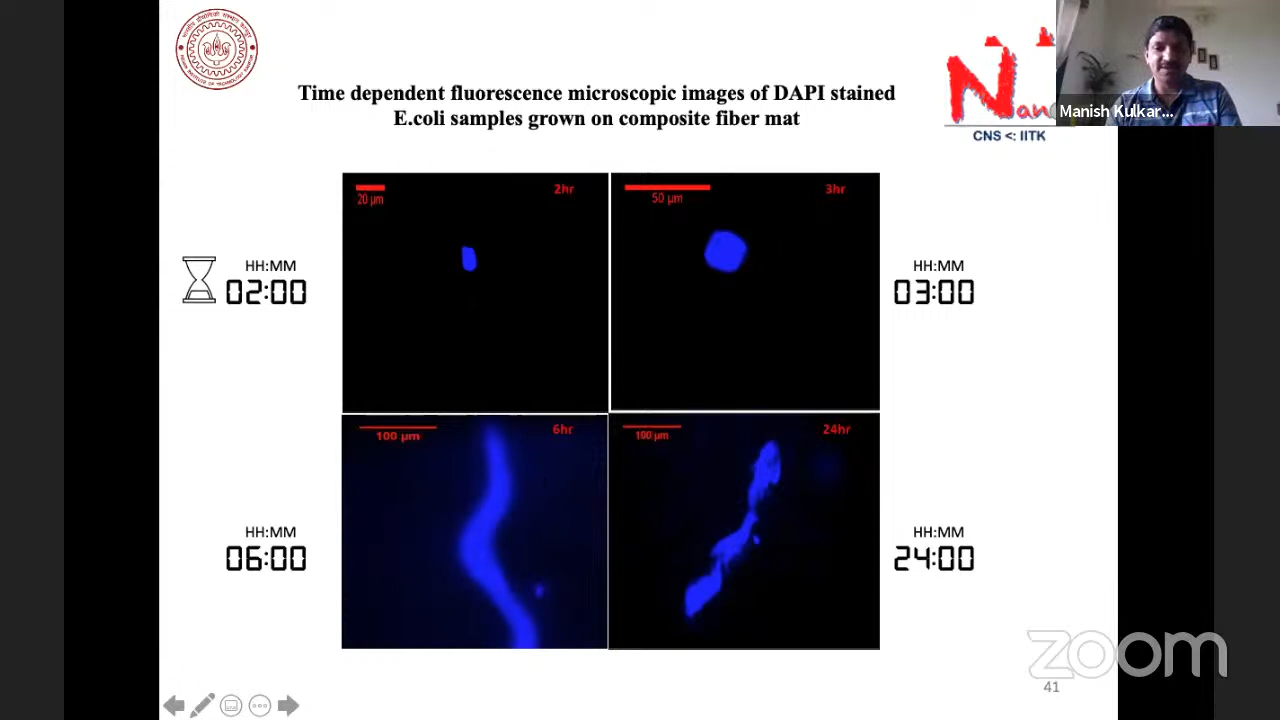 Time dependent fluorescence microscopic images of DAPI stained
E.coli samples grown on composite fiber mat
CNS <: IITK
Manish Kulkar...
20 µm
2hr
50 µm
3hr
HH:MM
02:00
HH:MM
03:00
100 µm
6hr
100 µm
24hr
HH:MM
06:00
HH:MM
24:00
zoom
41